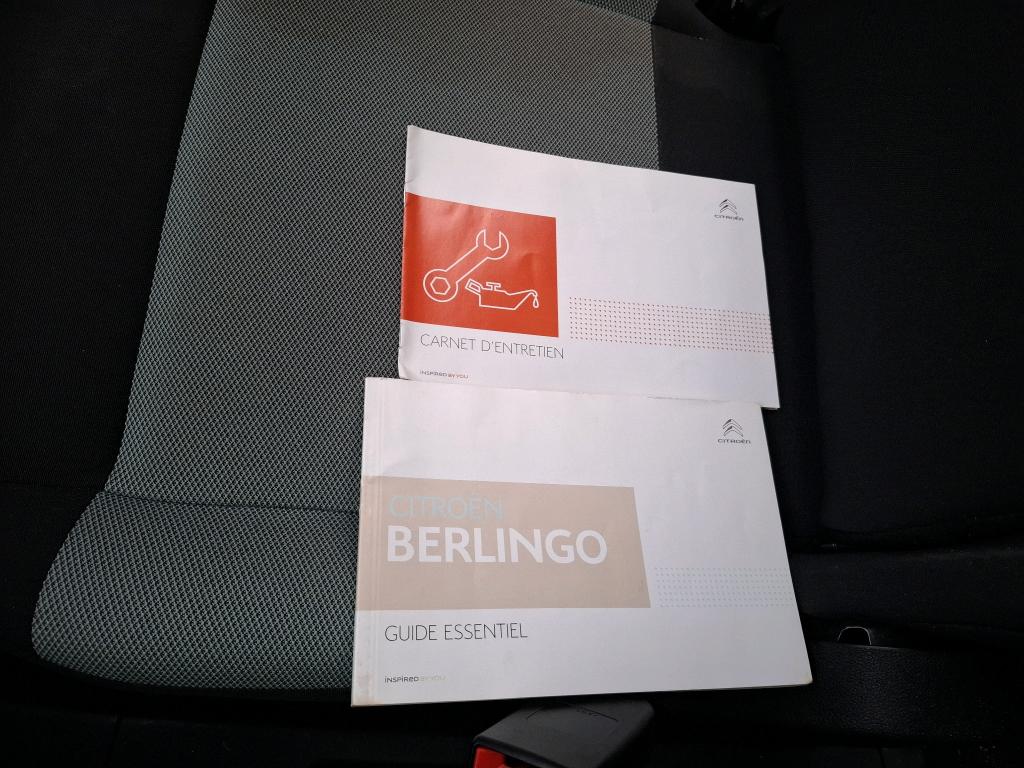 CITROËN
CARNET D'ENTRETIEN
INSPIRED BY YOU
CITROËN
CITROËN
BERLINGO
GUIDE ESSENTIEL
INSPIRED BY YOU